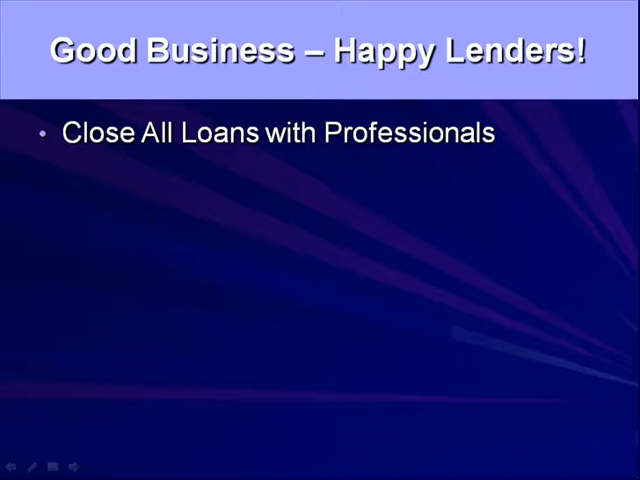 Good Business – Happy Lenders!
• Close All Loans with Professionals